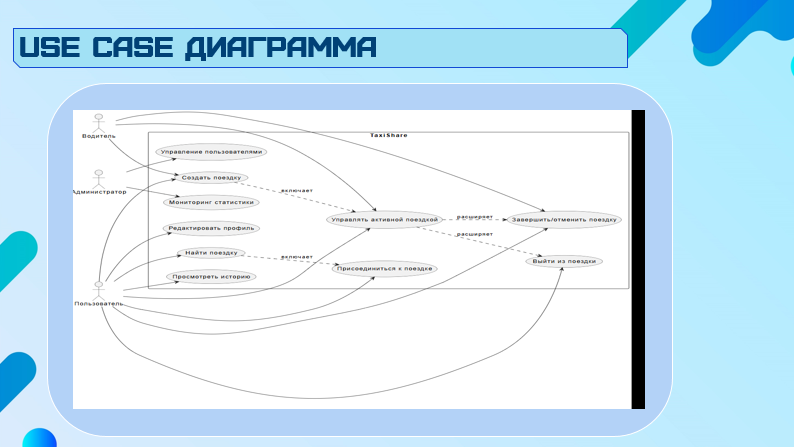 USE CASE ДИАГРАММА
TaxiShare
Водитель
Управление пользователями
Создать поездку
включает
Администратор
Мониторинг статистики
Управлять активной поездкой
расширяет
Завершить/отменить поездку
Редактировать профиль
расширяет
Найти поездку
включает
Выйти из поездки
Присоединиться к поездке
Просмотреть историю
Пользователь